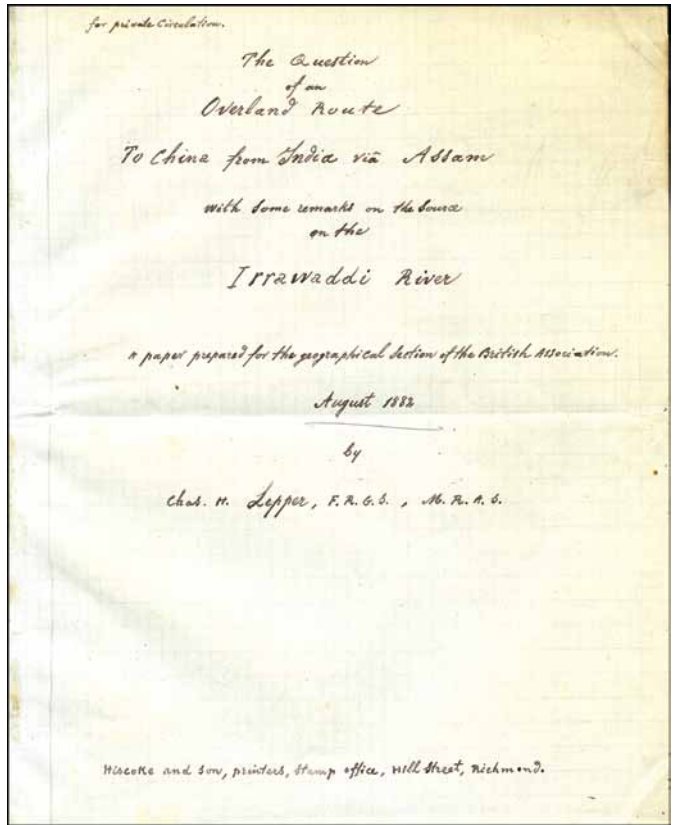 for private Circulation.
The Question
of an
Overland Route
To China from India viâ Assam
with some remarks on the Source
on the
Irrawaddi River
A paper prepared for the geographical Section of the British Association.
August 1882
by
Chas. H. Lepper, F.R.G.S., M.R.A.S.
Hiscoke and Son, printers, Stamp office, Hill Street, Richmond.